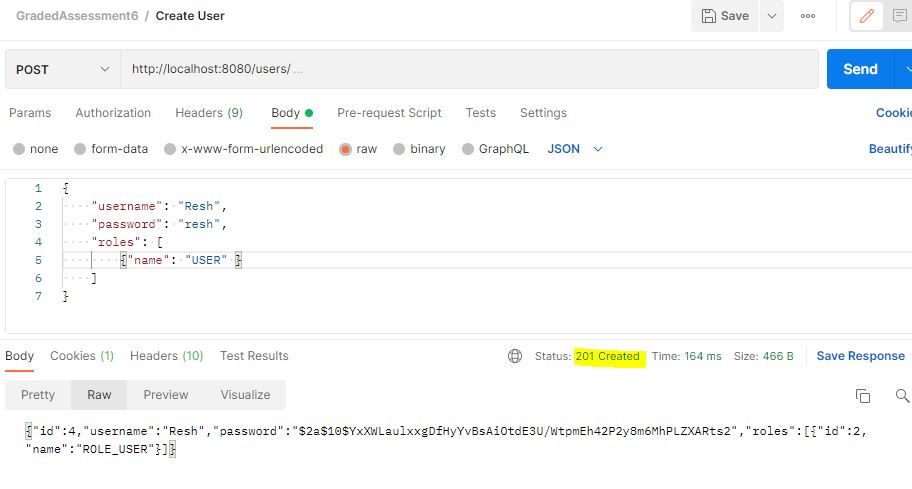 GradedAssessment6 / Create User
Save
POST
http://localhost:8080/users/ ...
Send
Params Authorization Headers (9) Body Pre-request Script Tests Settings Cookie
none form-data x-www-form-urlencoded raw binary GraphQL JSON Beautify
1 {
2 "username": "Resh",
3 "password": "resh",
4 "roles": [
5 {"name": "USER" }
6 ]
7 }
Body Cookies (1) Headers (10) Test Results Status: 201 Created Time: 164 ms Size: 466 B Save Response
Pretty Raw Preview Visualize
{"id":4,"username":"Resh","password":"$2a$10$YxXWLaulxxgDfHyYvBsAiOtdE3U/WtpmEh42P2y8m6MhPLZXARts2","roles":[{"id":2,
"name":"ROLE_USER"}]}